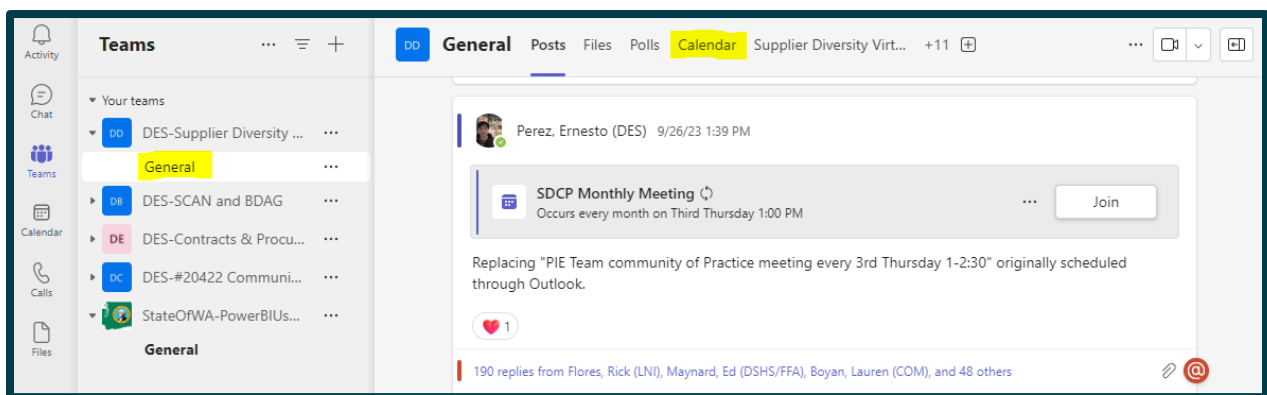 Activity
Chat
Teams
Calendar
Calls
Files
Teams
Your teams
DD DES-Supplier Diversity ... ...
General ...
DB DES-SCAN and BDAG ...
DE DES-Contracts & Procu... ...
DC DES-#20422 Communi... ...
StateOfWA-PowerBIUs... ...
General
DD General Posts Files Polls Calendar Supplier Diversity Virt... +11
Perez, Ernesto (DES) 9/26/23 1:39 PM
SDCP Monthly Meeting
Occurs every month on Third Thursday 1:00 PM
... Join
Replacing "PIE Team community of Practice meeting every 3rd Thursday 1-2:30" originally scheduled
through Outlook.
1
190 replies from Flores, Rick (LNI), Maynard, Ed (DSHS/FFA), Boyan, Lauren (COM), and 48 others
@